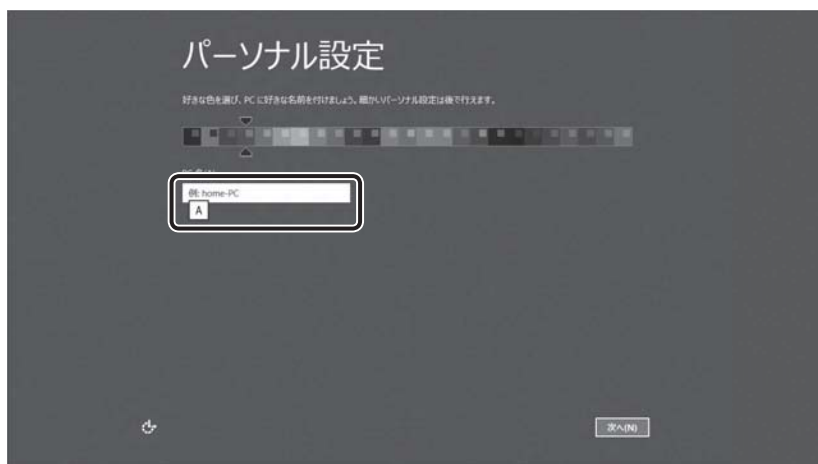 パーソナル設定
好きな色を選び、PC に好きな名前を付けましょう。細かいパーソナル設定は後で行えます。
例: home-PC
A
次へ(N)